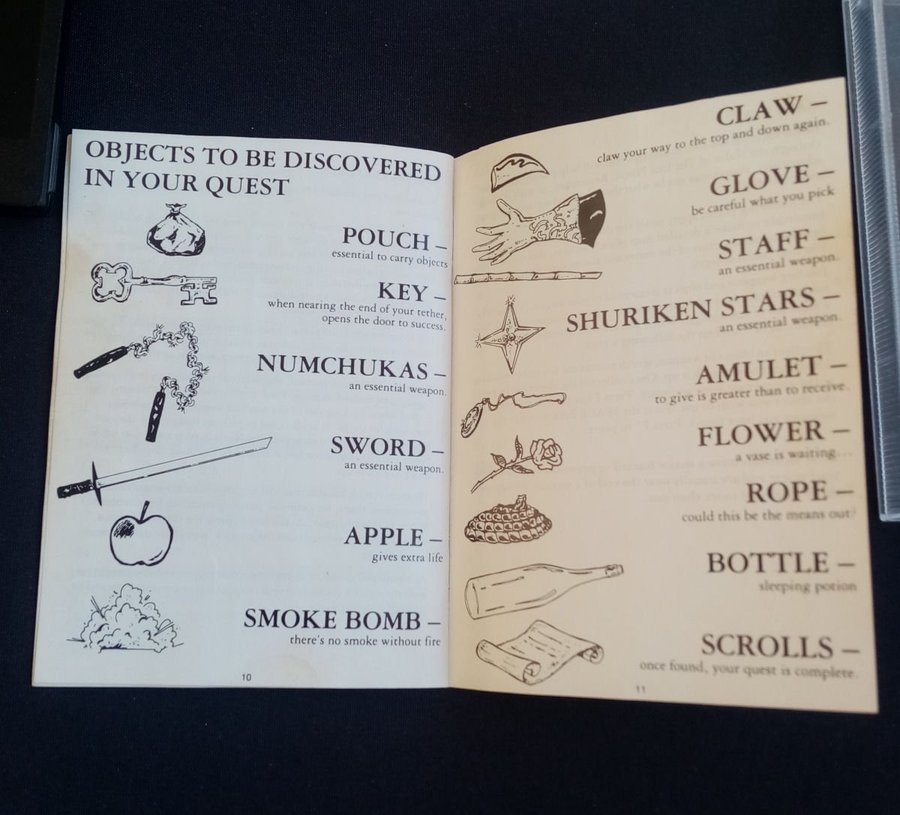 OBJECTS TO BE DISCOVERED
IN YOUR QUEST
POUCH –
essential to carry objects
KEY –
when nearing the end of your tether,
opens the door to success.
NUMCHUKAS –
an essential weapon.
SWORD –
an essential weapon.
APPLE –
gives extra life
SMOKE BOMB –
there's no smoke without fire
10
CLAW –
claw your way to the top and down again.
GLOVE –
be careful what you pick
STAFF –
an essential weapon.
SHURIKEN STARS –
an essential weapon.
AMULET –
to give is greater than to receive.
FLOWER –
a vase is waiting....
ROPE –
could this be the means out?
BOTTLE –
sleeping potion
SCROLLS –
once found, your quest is complete.
11